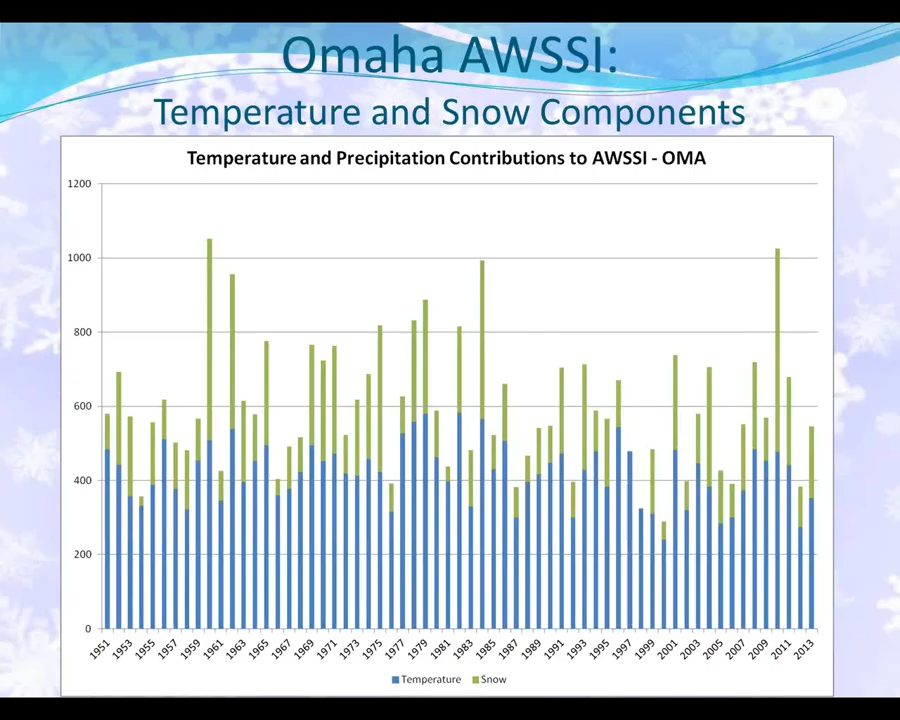 Omaha AWSSI:
Temperature and Snow Components
Temperature and Precipitation Contributions to AWSSI - OMA
1200
1000
800
600
400
200
0
1951 1953 1955 1957 1959 1961 1963 1965 1967 1969 1971 1973 1975 1977 1979 1981 1983 1985 1987 1989 1991 1993 1995 1997 1999 2001 2003 2005 2007 2009 2011 2013
Temperature Snow